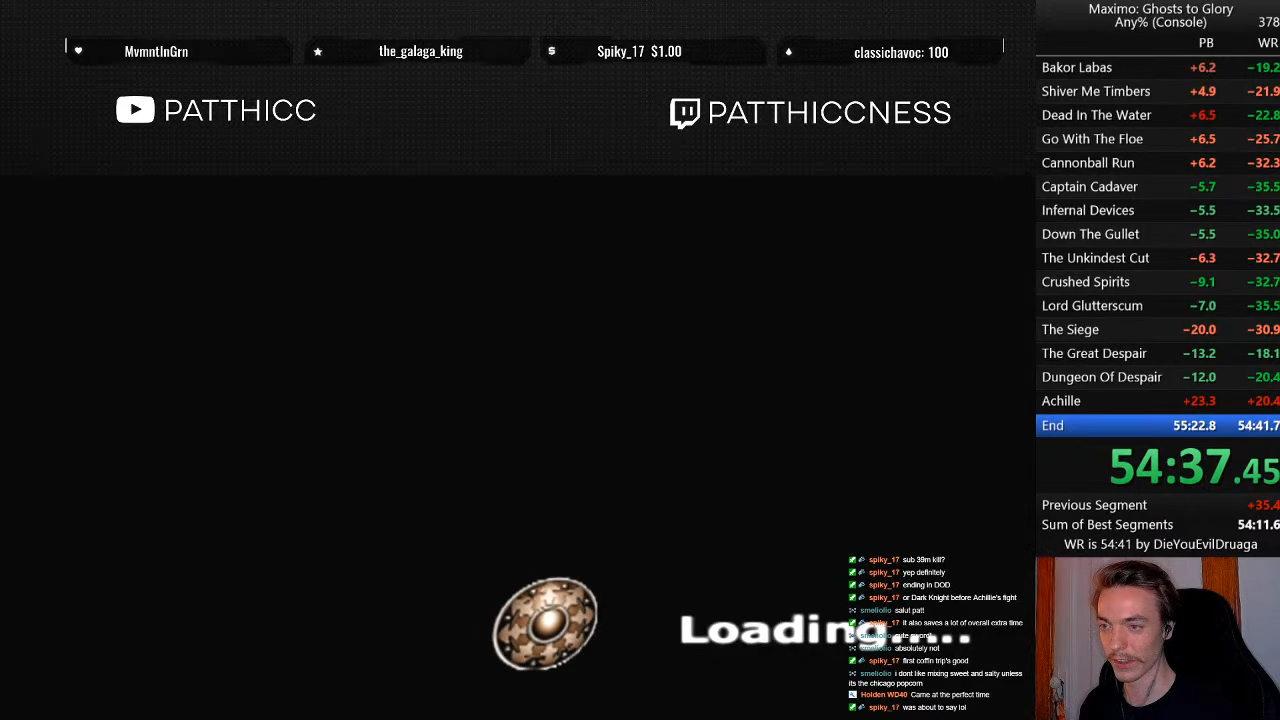 MvmntInGrn
the_galaga_king
$ Spiky_17 $1.00
classichavoc: 100
PATTHICC
PATTHICCNESS
Maximo: Ghosts to Glory
Any% (Console) 378
PB WR
Bakor Labas +6.2 −19.2
Shiver Me Timbers +4.9 −21.9
Dead In The Water +6.5 −22.8
Go With The Floe +6.5 −25.7
Cannonball Run +6.2 −32.3
Captain Cadaver −5.7 −35.5
Infernal Devices −5.5 −33.5
Down The Gullet −5.5 −35.0
The Unkindest Cut −6.3 −32.7
Crushed Spirits −9.1 −32.7
Lord Glutterscum −7.0 −35.5
The Siege −20.0 −30.9
The Great Despair −13.2 −18.1
Dungeon Of Despair −12.0 −20.4
Achille +23.3 +20.4
End 55:22.8 54:41.7
54:37.45
Previous Segment +35.4
Sum of Best Segments 54:11.6
WR is 54:41 by DieYouEvilDruaga
Loading.....
spiky_17 sub 39m kill?
spiky_17 yep definitely
spiky_17 ending in DOD
spiky_17 or Dark Knight before Achille's fight
smeliolio salut patt
spiky_17 it also saves a lot of overall extra time
smeliolio cute sword!
smeliolio absolutely not
spiky_17 first coffin trip's good
smeliolio i dont like mixing sweet and salty unless
its the chicago popcorn
Holden WD40 Came at the perfect time
spiky_17 was about to say lol